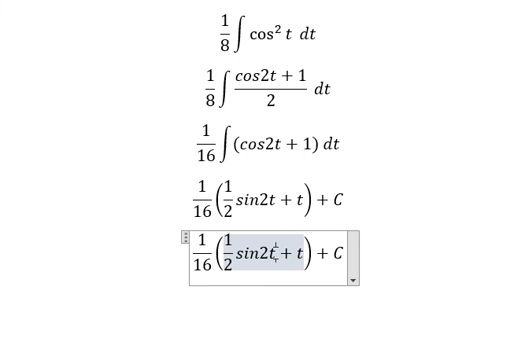 1/8 ∫ cos² t dt
1/8 ∫ (cos2t + 1)/2 dt
1/16 ∫ (cos2t + 1) dt
1/16 (1/2 sin2t + t) + C
1/16 (1/2 sin2t + t) + C